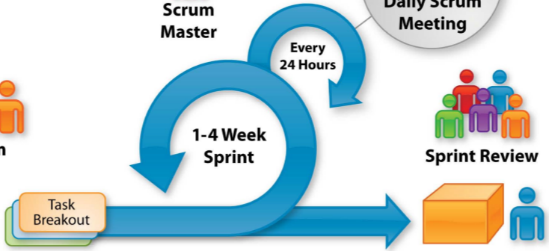 Scrum
Master
Daily Scrum
Meeting
Every
24 Hours
1-4 Week
Sprint
Sprint Review
Task
Breakout